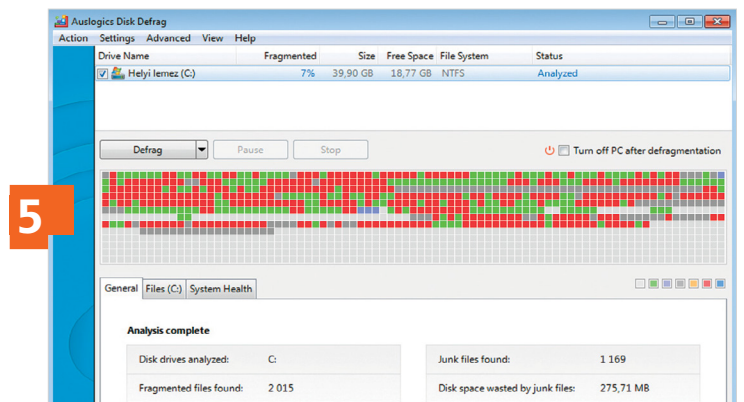 Auslogics Disk Defrag
Action Settings Advanced View Help
Drive Name Fragmented Size Free Space File System Status
Helyi lemez (C:) 7% 39,90 GB 18,77 GB NTFS Analyzed
Defrag Pause Stop Turn off PC after defragmentation
5
General Files (C:) System Health
Analysis complete
Disk drives analyzed: C: Junk files found: 1 169
Fragmented files found: 2 015 Disk space wasted by junk files: 275,71 MB